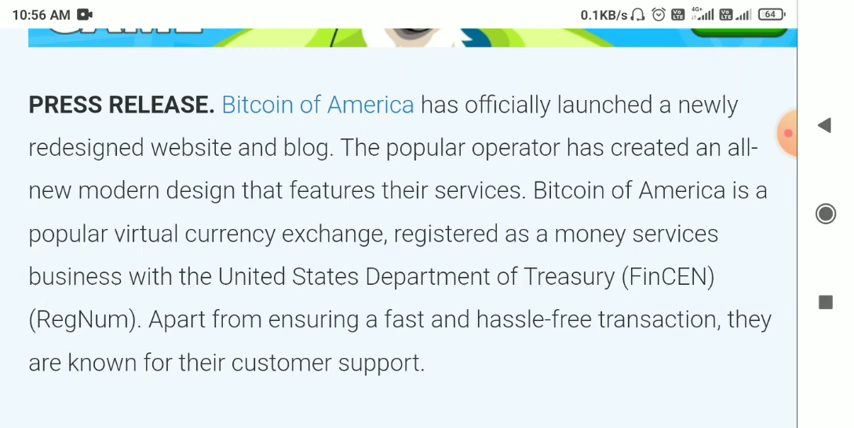 10:56 AM
0.1KB/s 4G+ 64
PRESS RELEASE. Bitcoin of America has officially launched a newly
redesigned website and blog. The popular operator has created an all-
new modern design that features their services. Bitcoin of America is a
popular virtual currency exchange, registered as a money services
business with the United States Department of Treasury (FinCEN)
(RegNum). Apart from ensuring a fast and hassle-free transaction, they
are known for their customer support.